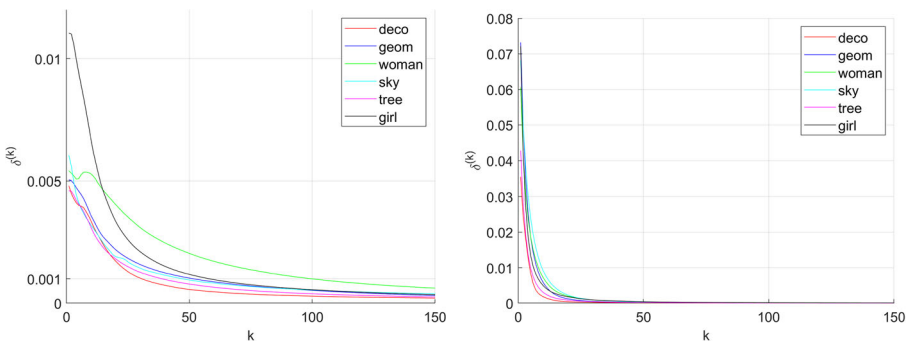 0.01
0.005
0.001
0
δ^(k)
0 50 100 150
k
deco
geom
woman
sky
tree
girl
0.08
0.07
0.06
0.05
0.04
0.03
0.02
0.01
0
δ^(k)
0 50 100 150
k
deco
geom
woman
sky
tree
girl